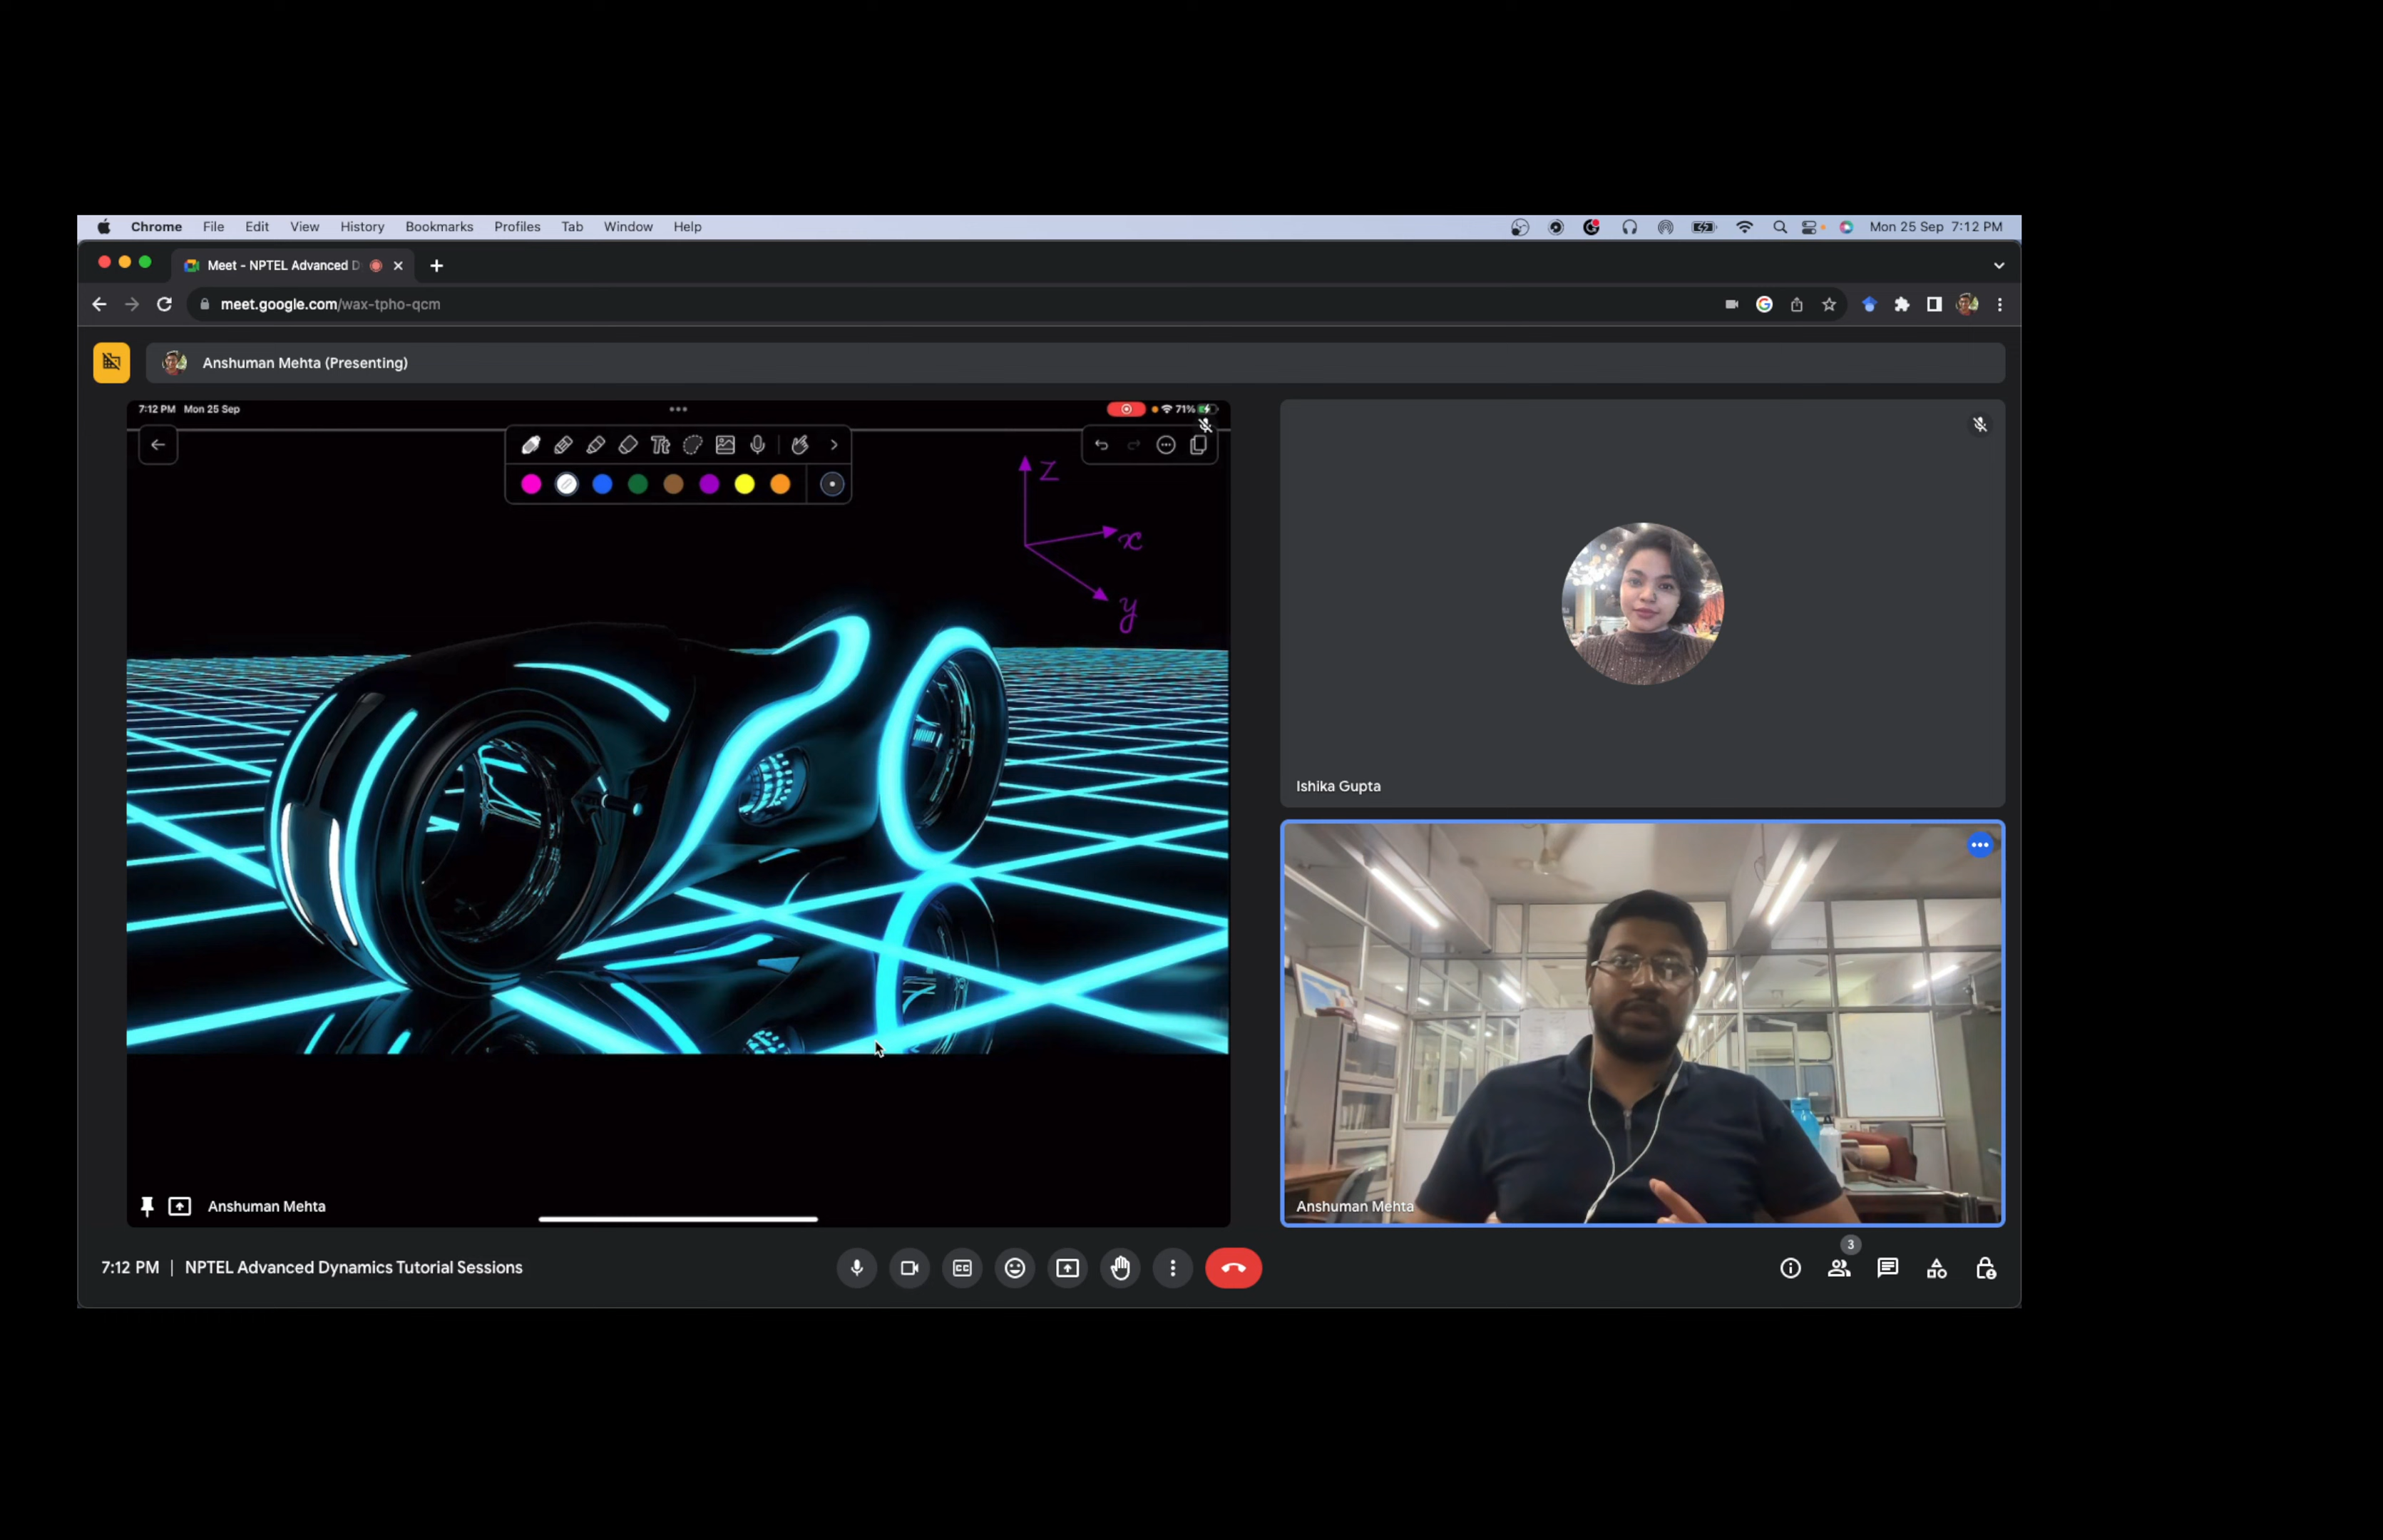 Chrome File Edit View History Bookmarks Profiles Tab Window Help Mon 25 Sep 7:12 PM
Meet - NPTEL Advanced D
meet.google.com/wax-tpho-qcm
Anshuman Mehta (Presenting)
7:12 PM Mon 25 Sep 71%
Tt
z
x
y
Ishika Gupta
Anshuman Mehta
Anshuman Mehta
7:12 PM | NPTEL Advanced Dynamics Tutorial Sessions
CC
3